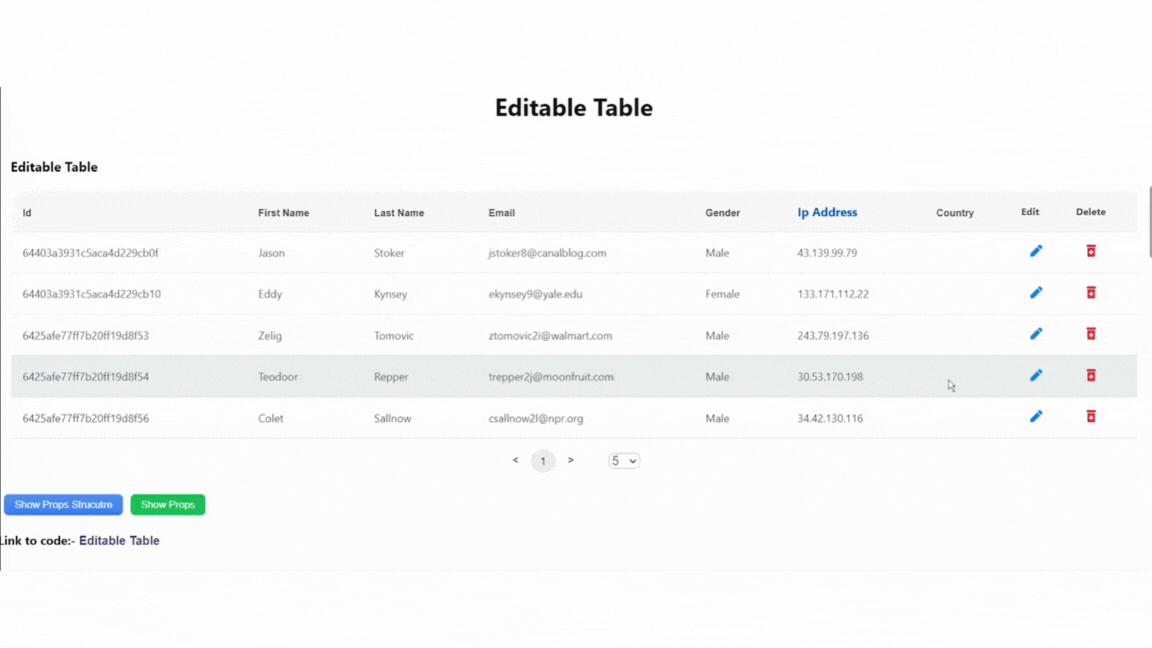 Editable Table
Editable Table
Id First Name Last Name Email Gender Ip Address Country Edit Delete
64403a3931c5aca4d229cb0f Jason Stoker jstoker8@canalblog.com Male 43.139.99.79
64403a3931c5aca4d229cb10 Eddy Kynsey ekynsey9@yale.edu Female 133.171.112.22
6425afe77ff7b20ff19d8f53 Zelig Tomovic ztomovic2i@walmart.com Male 243.79.197.136
6425afe77ff7b20ff19d8f54 Teodoor Repper trepper2j@moonfruit.com Male 30.53.170.198
6425afe77ff7b20ff19d8f56 Colet Sallnow csallnow2l@npr.org Male 34.42.130.116
< 1 > 5
Show Props Strucutre Show Props
Link to code:- Editable Table